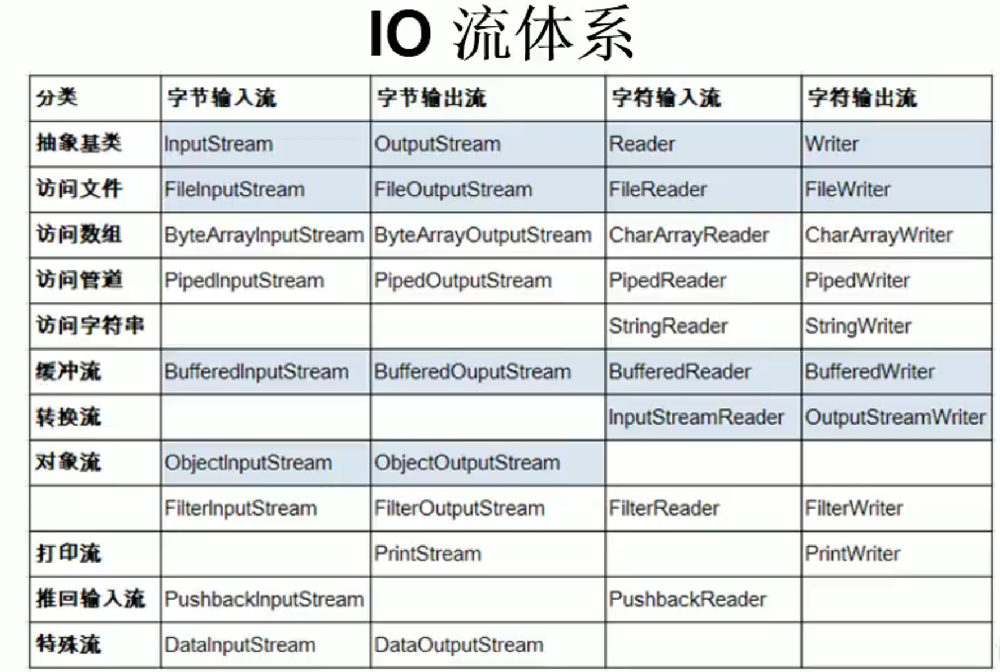 IO 流体系
分类 字节输入流 字节输出流 字符输入流 字符输出流
抽象基类 InputStream OutputStream Reader Writer
访问文件 FileInputStream FileOutputStream FileReader FileWriter
访问数组 ByteArrayInputStream ByteArrayOutputStream CharArrayReader CharArrayWriter
访问管道 PipedInputStream PipedOutputStream PipedReader PipedWriter
访问字符串 StringReader StringWriter
缓冲流 BufferedInputStream BufferedOuputStream BufferedReader BufferedWriter
转换流 InputStreamReader OutputStreamWriter
对象流 ObjectInputStream ObjectOutputStream
FilterInputStream FilterOutputStream FilterReader FilterWriter
打印流 PrintStream PrintWriter
推回输入流 PushbackInputStream PushbackReader
特殊流 DataInputStream DataOutputStream